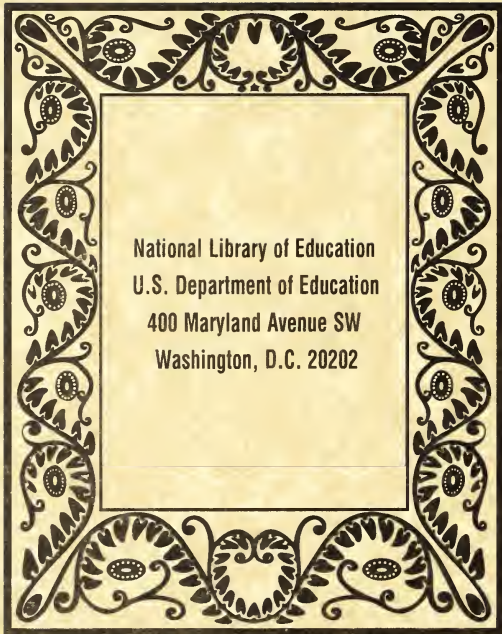 National Library of Education
U.S. Department of Education
400 Maryland Avenue SW
Washington, D.C. 20202